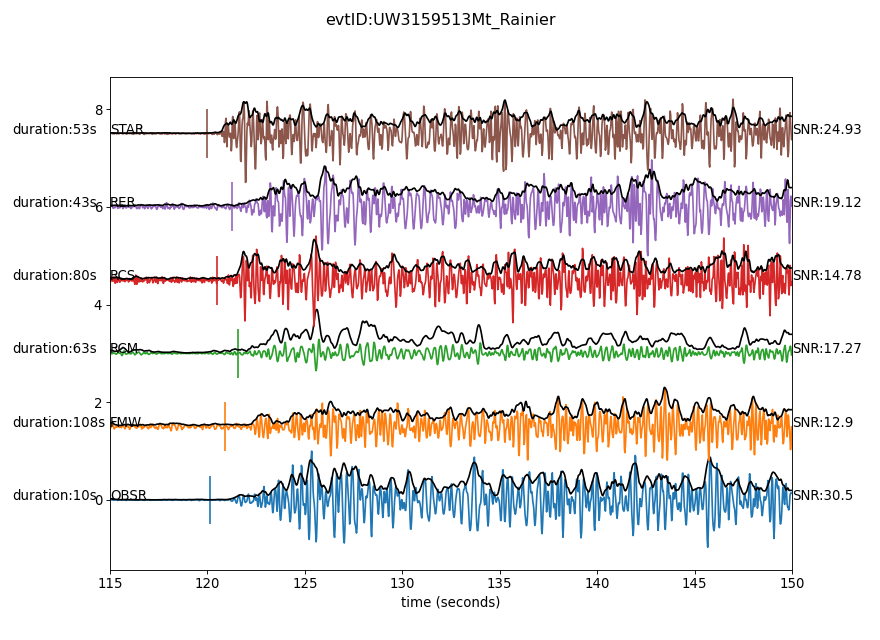 evtID:UW3159513Mt_Rainier
8
duration:53s STAR SNR:24.93
duration:43s RER SNR:19.12
6
duration:80s RCS SNR:14.78
4
duration:63s RCM SNR:17.27
2
duration:108s FMW SNR:12.9
duration:10s OBSR SNR:30.5
0
115 120 125 130 135 140 145 150
time (seconds)